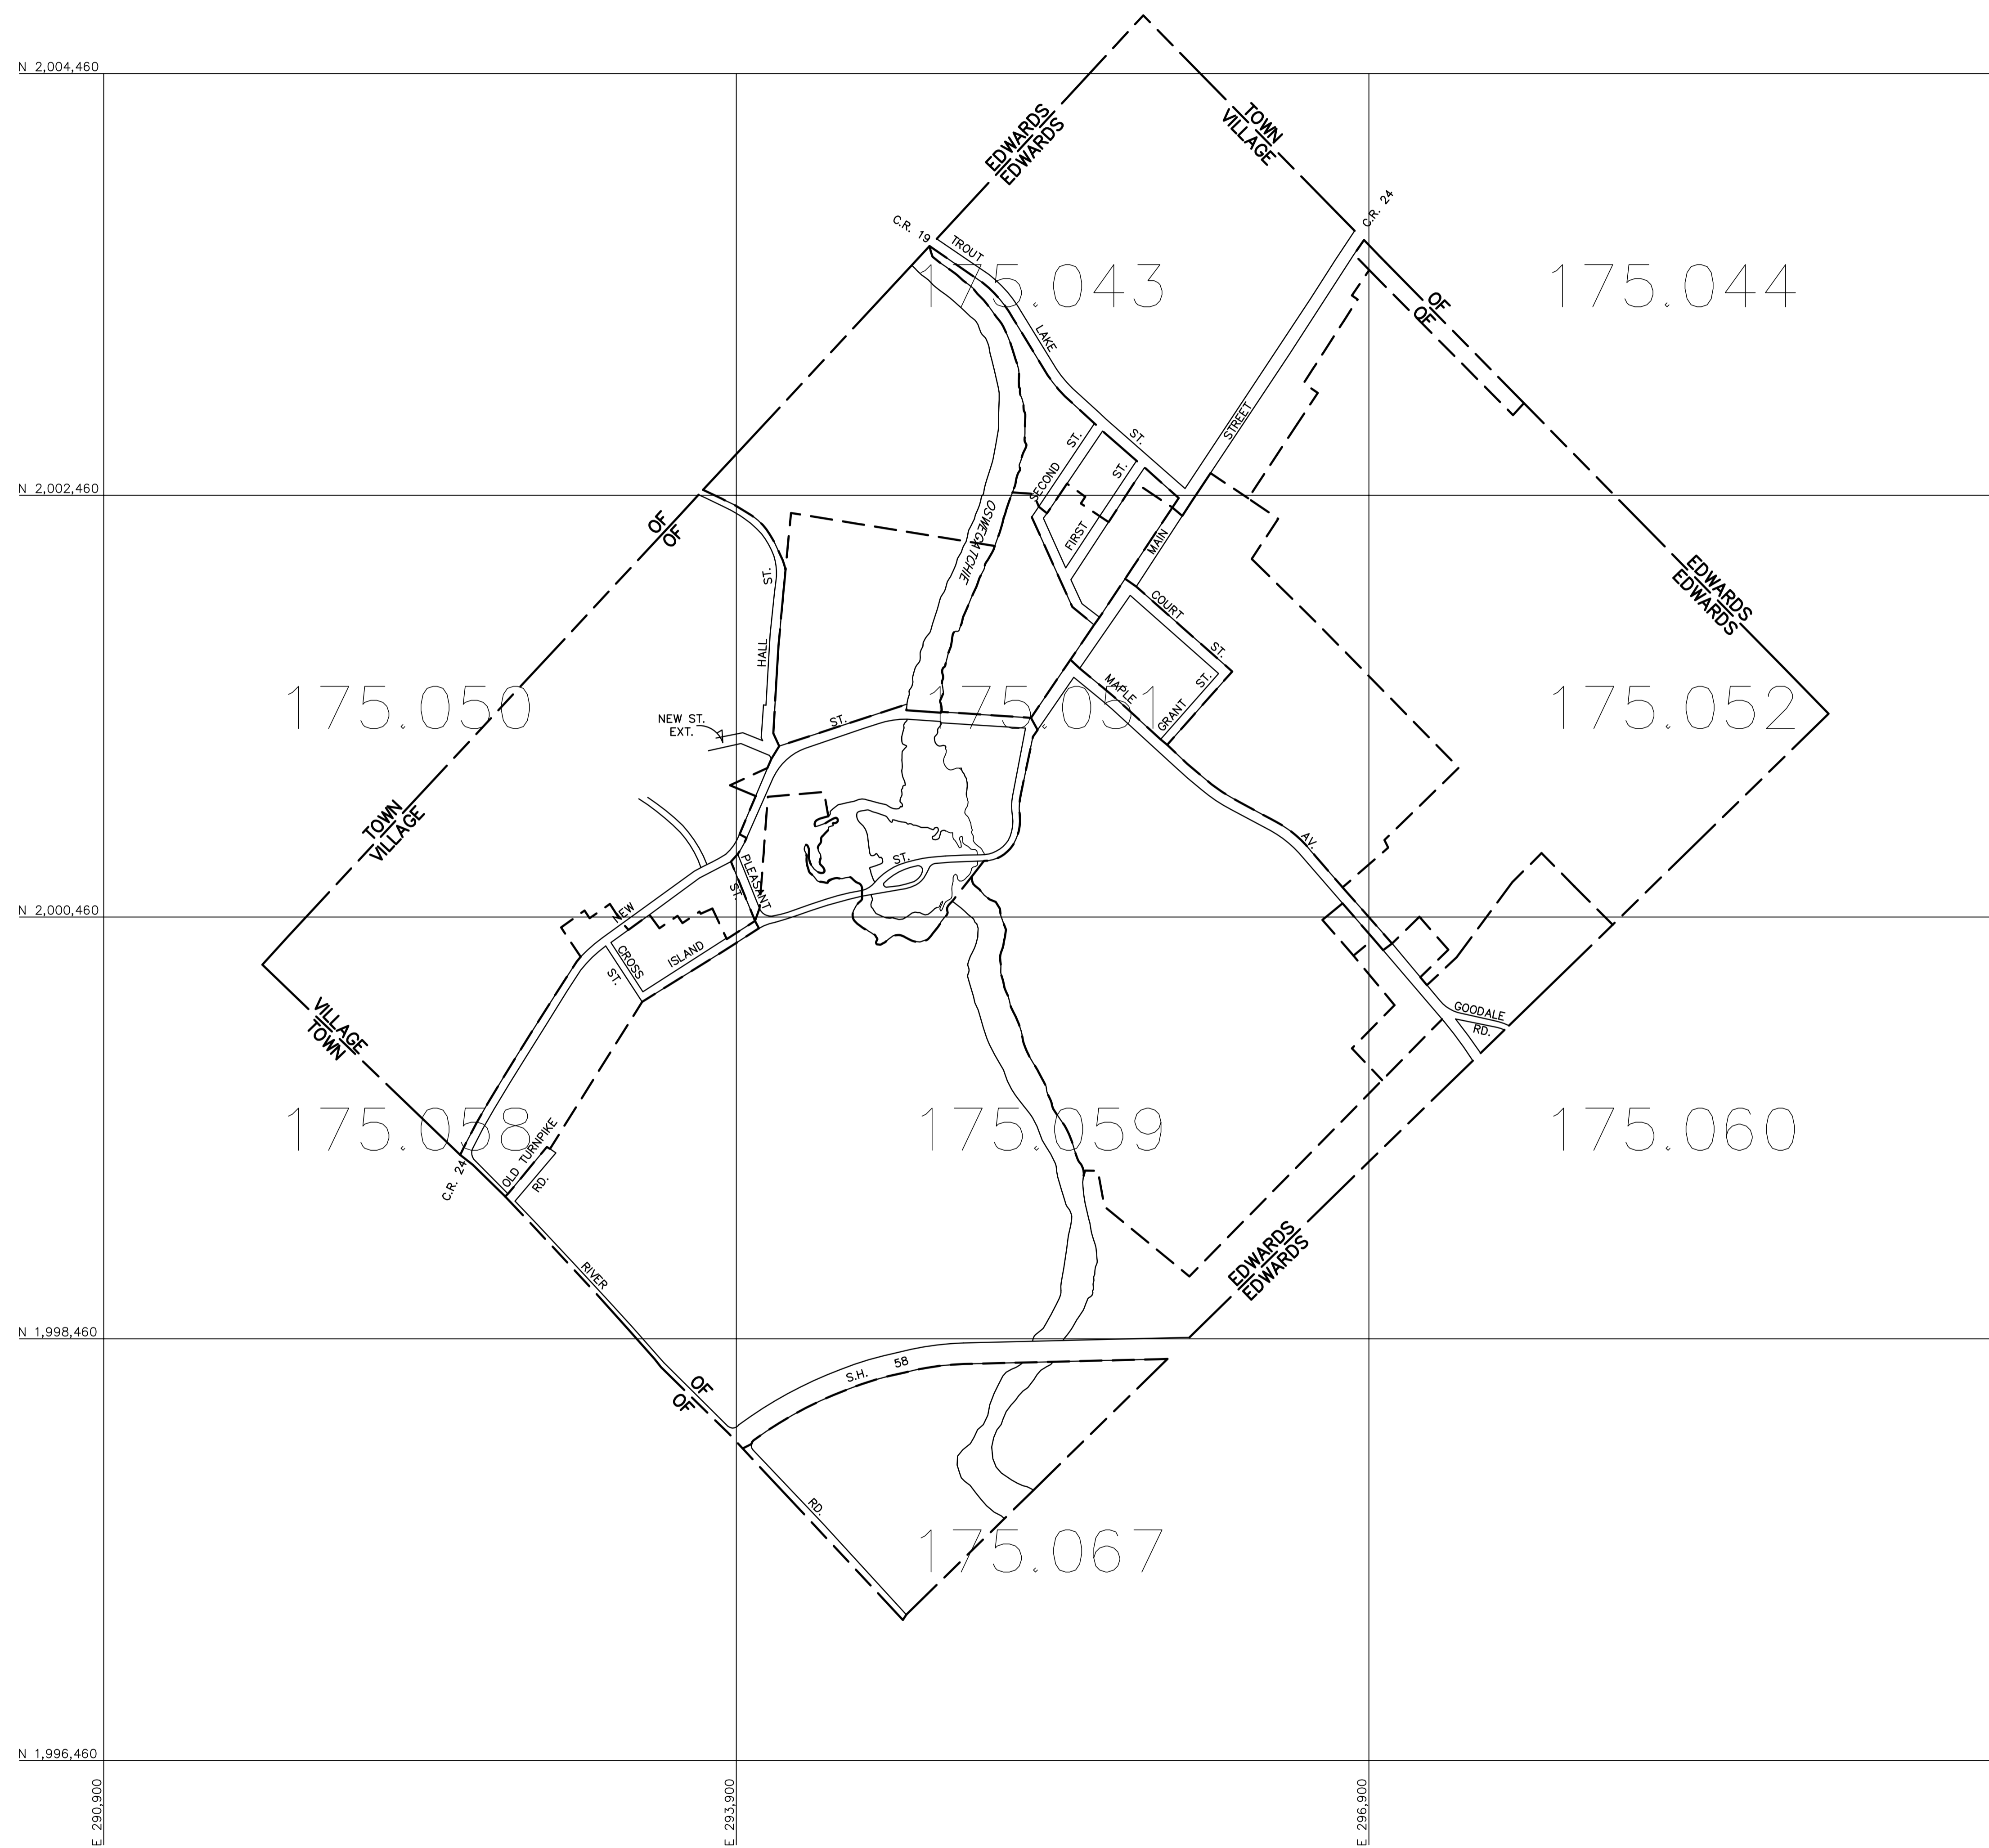 N 2,004,460
EDWARDS
EDWARDS
TOWN
VILLAGE
C.R. 24
C.R. 19
TROUT
175.043
175.044
OF
OF
LAKE
STREET
ST.
ST.
ST.
SECOND
N 2,002,460
OSWEGATCHIE
OF
OF
FIRST
MAIN
ST.
EDWARDS
EDWARDS
COURT
ST.
HALL
175.050
175.051
175.052
MAPLE
ST.
GRANT
NEW ST.
EXT.
ST.
TOWN
VILLAGE
AV.
ST.
PLEASANT
ST.
N 2,000,460
NEW
CROSS
ISLAND
ST.
VILLAGE
TOWN
GOODALE
RD.
175.058
175.059
175.060
OLD TURNPIKE
RD.
C.R. 24
RIVER
EDWARDS
EDWARDS
N 1,998,460
S.H. 58
OF
OF
RD.
175.067
N 1,996,460
E 290,900
E 293,900
E 296,900